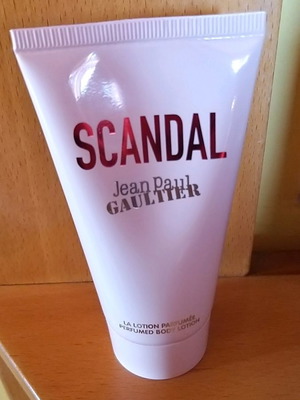 SCANDAL
Jean Paul
GAULTIER
LA LOTION PARFUMÉE
PERFUMED BODY LOTION